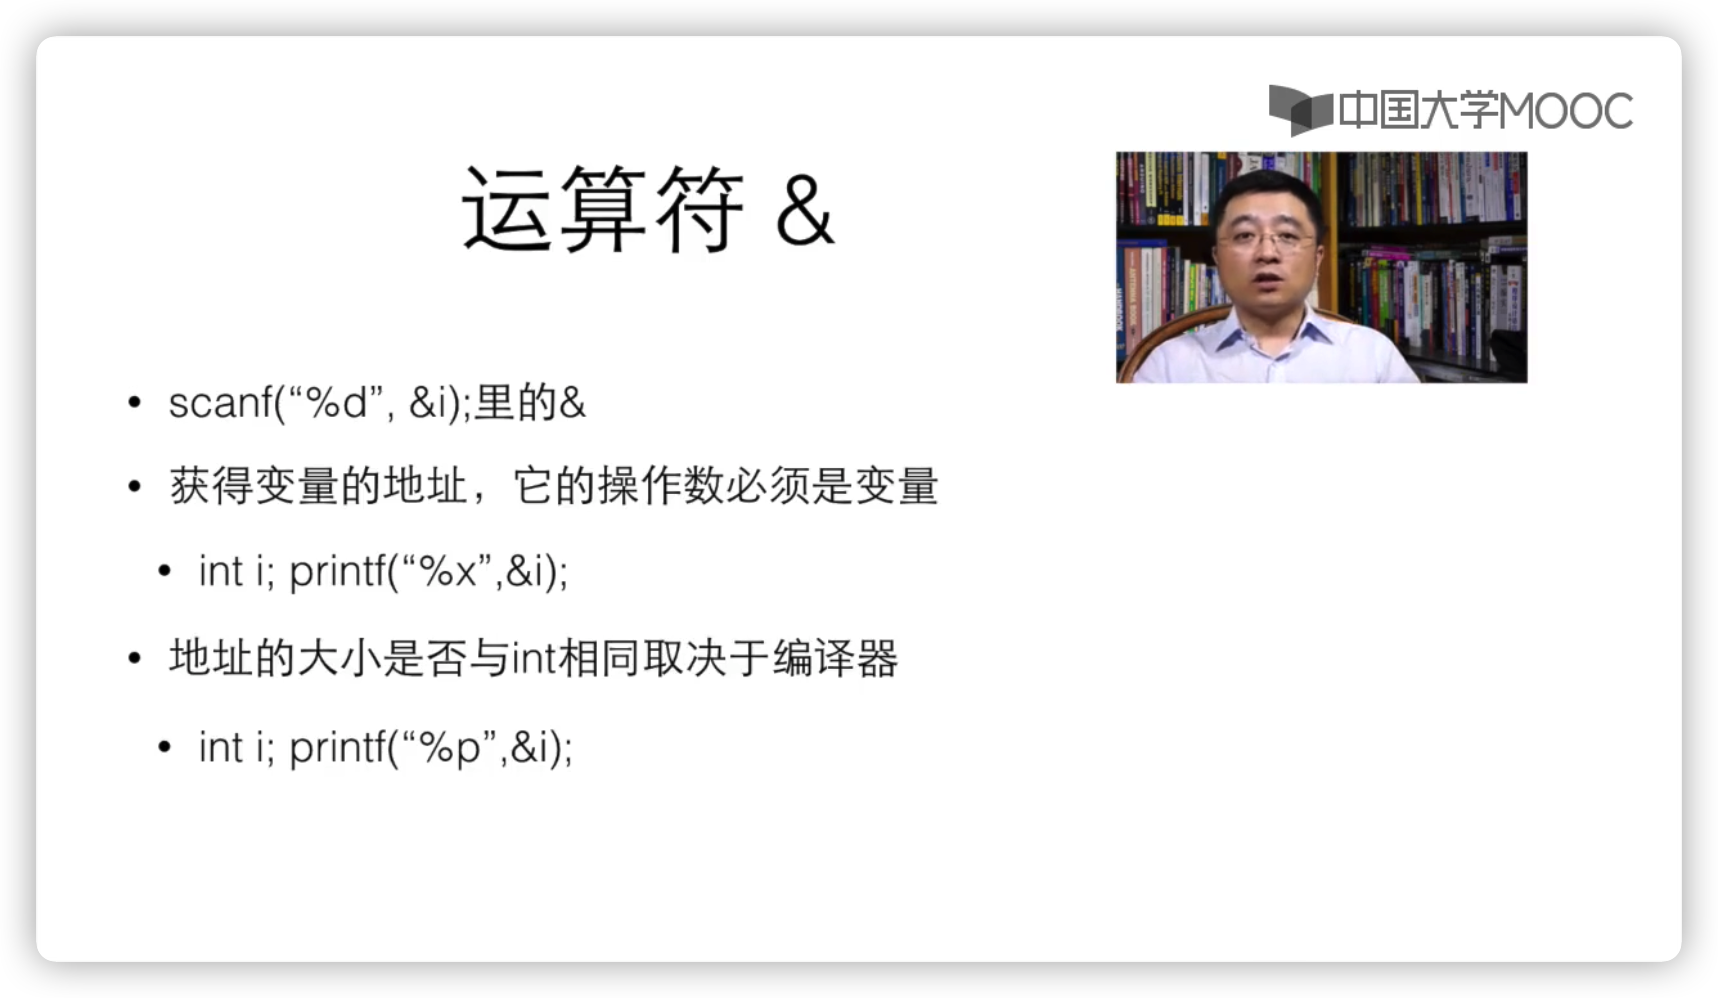 中国大学MOOC
运算符 &
• scanf(“%d”, &i);里的&
• 获得变量的地址，它的操作数必须是变量
• int i; printf(“%x”,&i);
• 地址的大小是否与int相同取决于编译器
• int i; printf(“%p”,&i);